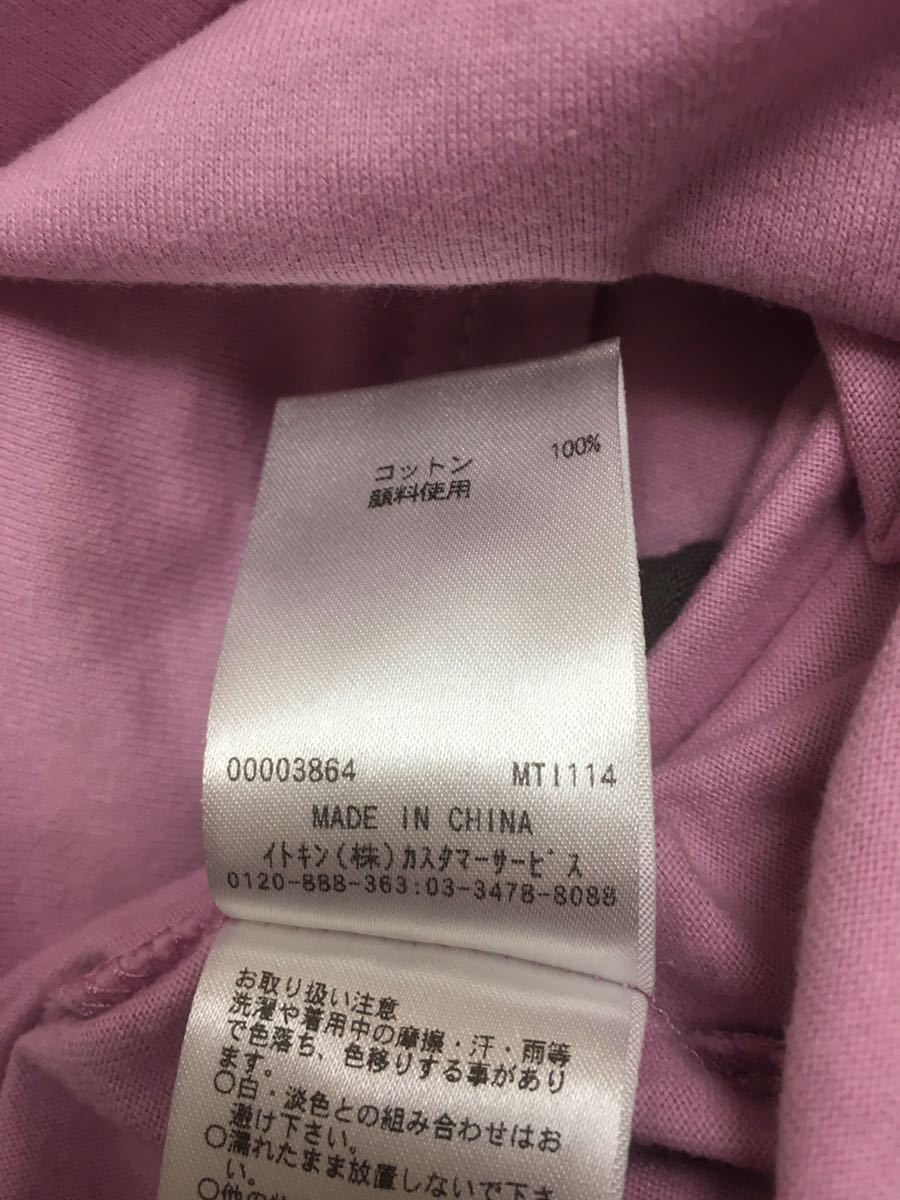 コットン 100%
顔料使用
00003864 MTI114
MADE IN CHINA
イトキン(株)カスタマーサービス
0120-888-363:03-3478-8088
お取り扱い注意
洗濯や着用中の摩擦・汗・雨等
で色落ち、色移りする事があり
ます。
○白・淡色との組み合わせはお
避け下さい。
○濡れたまま放置しないで下さ
い。
○他の